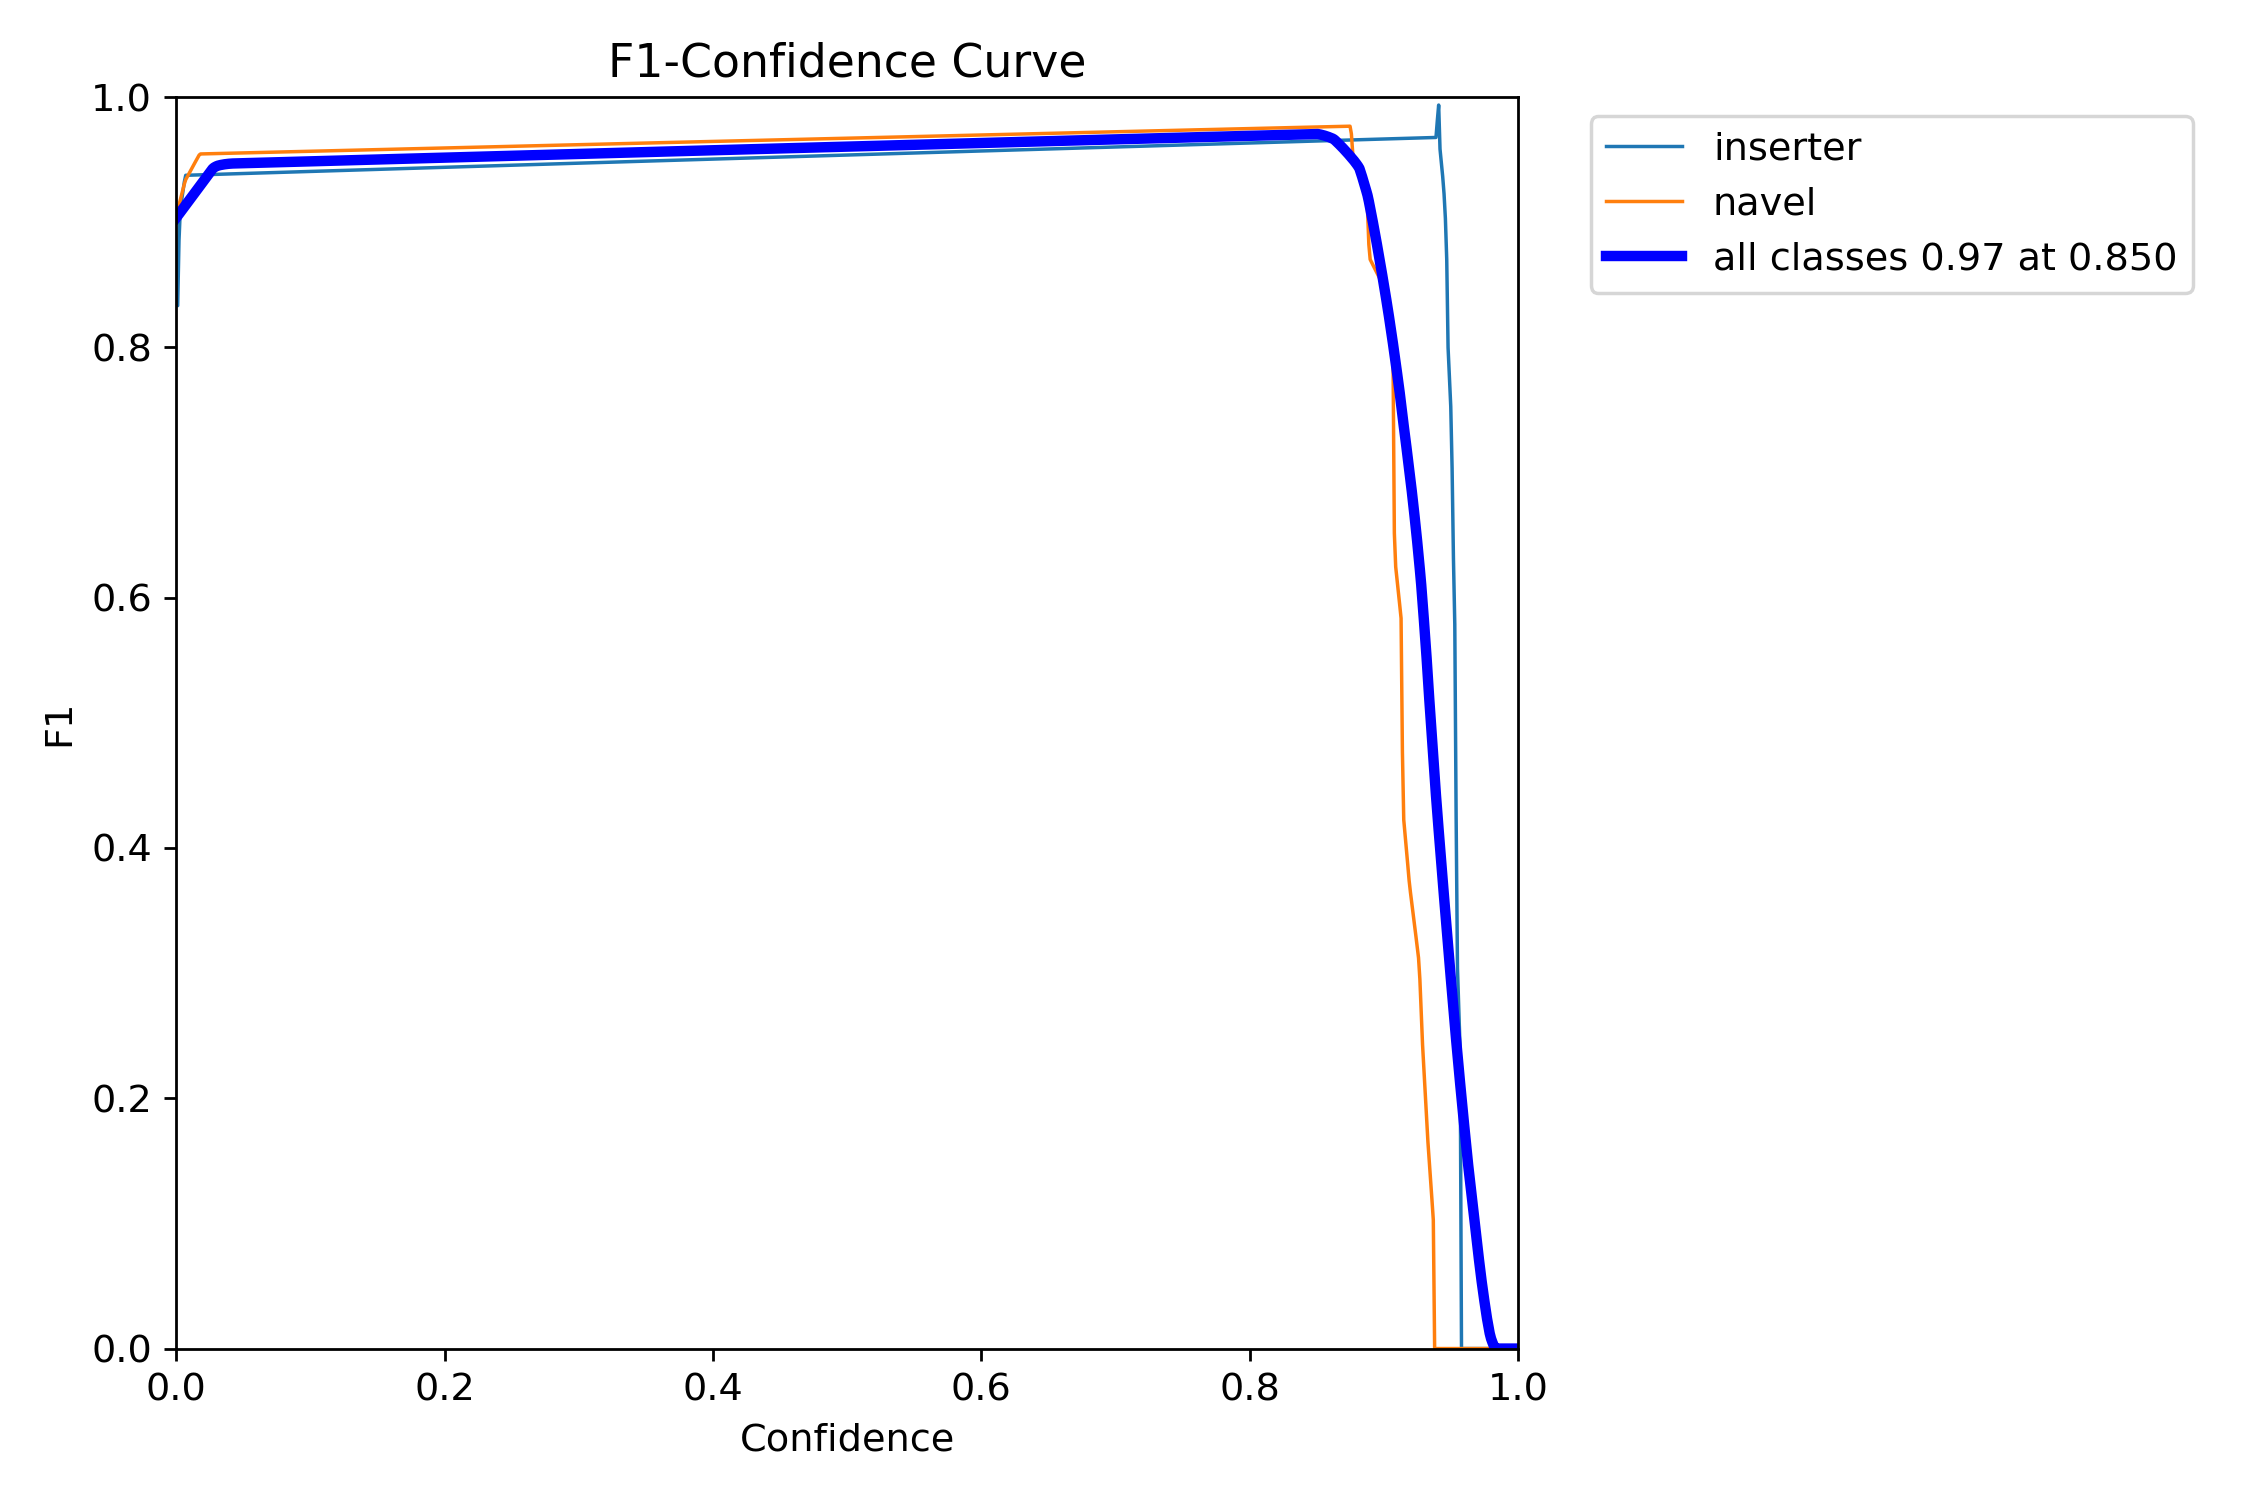 F1-Confidence Curve
1.0
0.8
0.6
0.4
0.2
0.0
F1
0.0 0.2 0.4 0.6 0.8 1.0
Confidence
inserter
navel
all classes 0.97 at 0.850